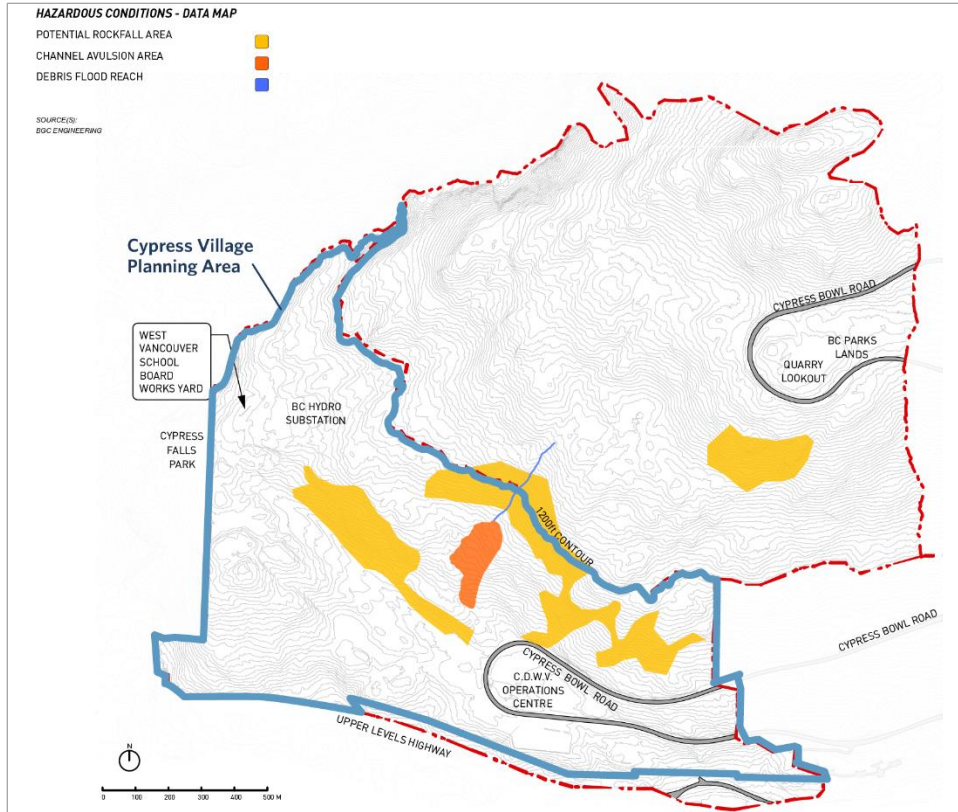 HAZARDOUS CONDITIONS - DATA MAP
POTENTIAL ROCKFALL AREA
CHANNEL AVULSION AREA
DEBRIS FLOOD REACH
SOURCE(S):
BGC ENGINEERING
Cypress Village
Planning Area
WEST
VANCOUVER
SCHOOL
BOARD
WORKS YARD
BC HYDRO
SUBSTATION
CYPRESS
FALLS
PARK
CYPRESS BOWL ROAD
BC PARKS
LANDS
QUARRY
LOOKOUT
1200ft CONTOUR
CYPRESS BOWL ROAD
CYPRESS BOWL ROAD
C.D.W.V.
OPERATIONS
CENTRE
UPPER LEVELS HIGHWAY
N
0 100 200 300 400 500 M